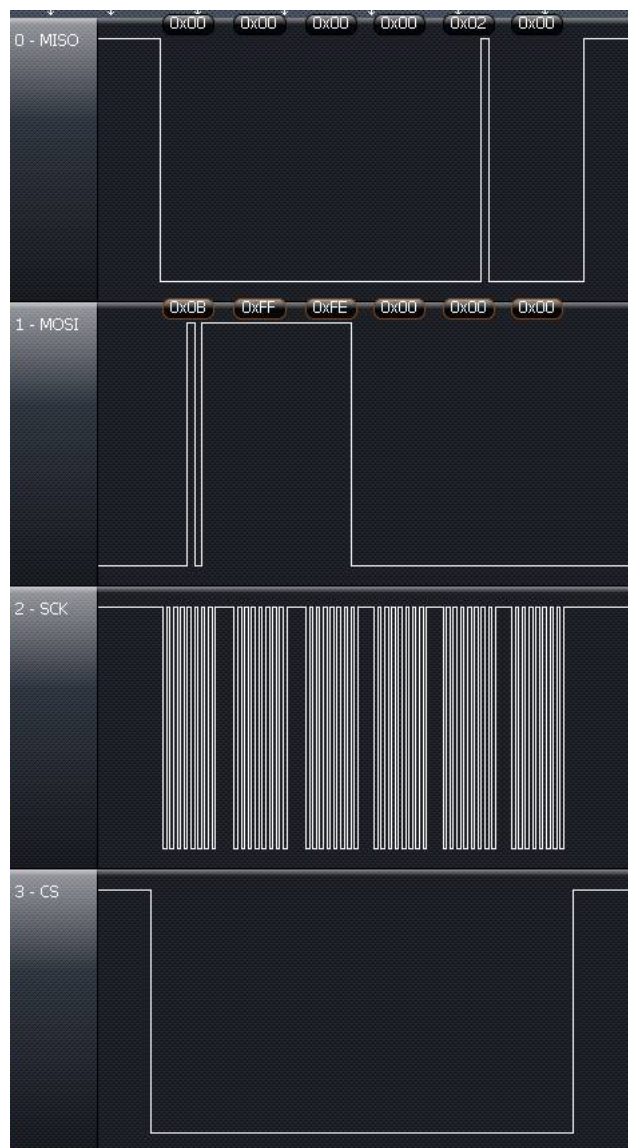 0x00 0x00 0x00 0x00 0x02 0x00
0 - MISO
0x0B 0xFF 0xFE 0x00 0x00 0x00
1 - MOSI
2 - SCK
3 - CS